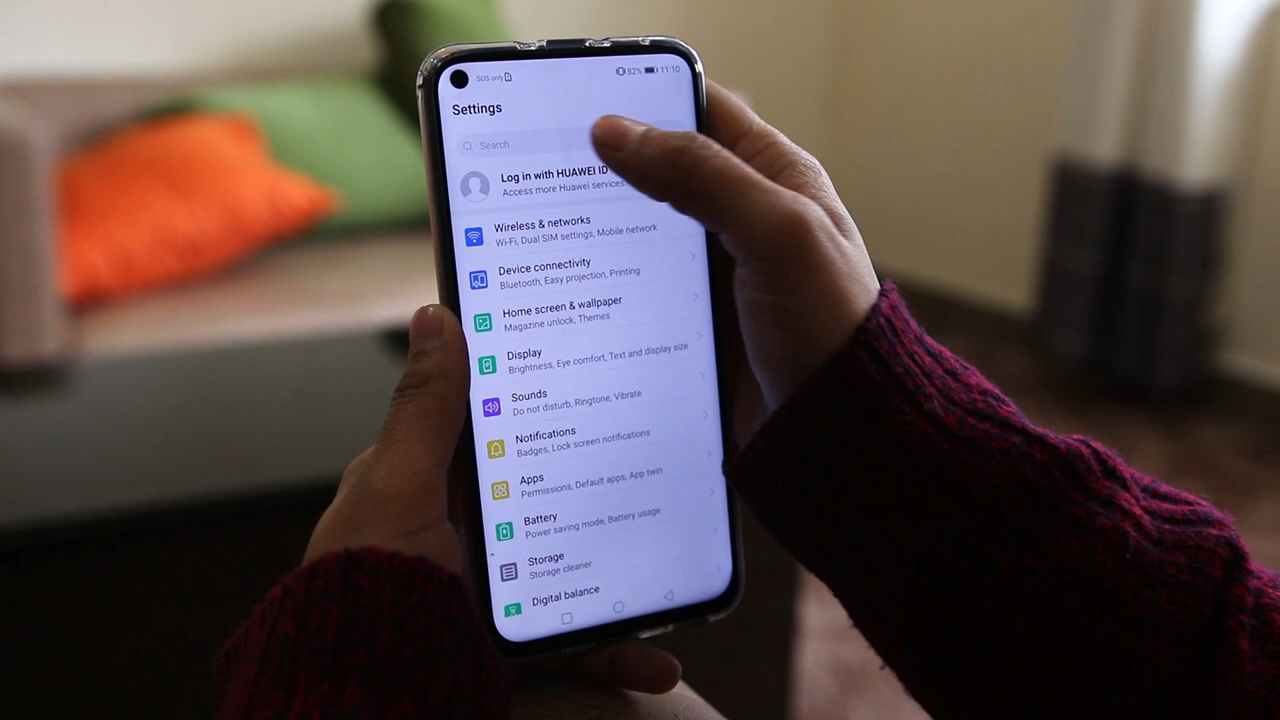 SOS only 82% 11:10
Settings
Search
Log in with HUAWEI ID
Access more Huawei services
Wireless & networks
Wi-Fi, Dual SIM settings, Mobile network
Device connectivity
Bluetooth, Easy projection, Printing
Home screen & wallpaper
Magazine unlock, Themes
Display
Brightness, Eye comfort, Text and display size
Sounds
Do not disturb, Ringtone, Vibrate
Notifications
Badges, Lock screen notifications
Apps
Permissions, Default apps, App twin
Battery
Power saving mode, Battery usage
Storage
Storage cleaner
Digital balance